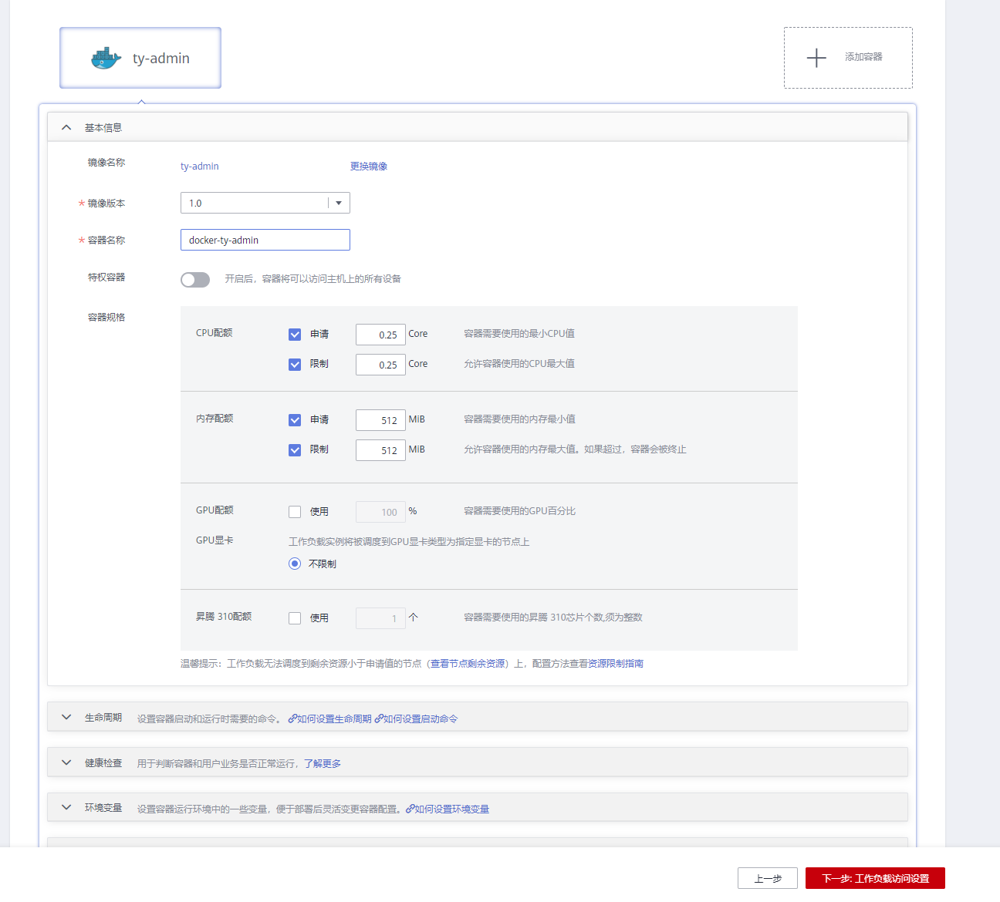 ty-admin
添加容器
基本信息
镜像名称 ty-admin 更换镜像
* 镜像版本 1.0
* 容器名称 docker-ty-admin
特权容器 开启后，容器将可以访问主机上的所有设备
容器规格
CPU配额 申请 0.25 Core 容器需要使用的最小CPU值
限制 0.25 Core 允许容器使用的CPU最大值
内存配额 申请 512 MiB 容器需要使用的内存最小值
限制 512 MiB 允许容器使用的内存最大值。如果超过，容器会被终止
GPU配额 使用 100 % 容器需要使用的GPU百分比
GPU显卡 工作负载实例将被调度到GPU显卡类型为指定显卡的节点上
不限制
昇腾 310配额 使用 1 个 容器需要使用的昇腾 310芯片个数,须为整数
温馨提示：工作负载无法调度到剩余资源小于申请值的节点（查看节点剩余资源）上，配置方法查看资源限制指南
生命周期 设置容器启动和运行时需要的命令。 如何设置生命周期 如何设置启动命令
健康检查 用于判断容器和用户业务是否正常运行，了解更多
环境变量 设置容器运行环境中的一些变量，便于部署后灵活变更容器配置。 如何设置环境变量
上一步 下一步: 工作负载访问设置